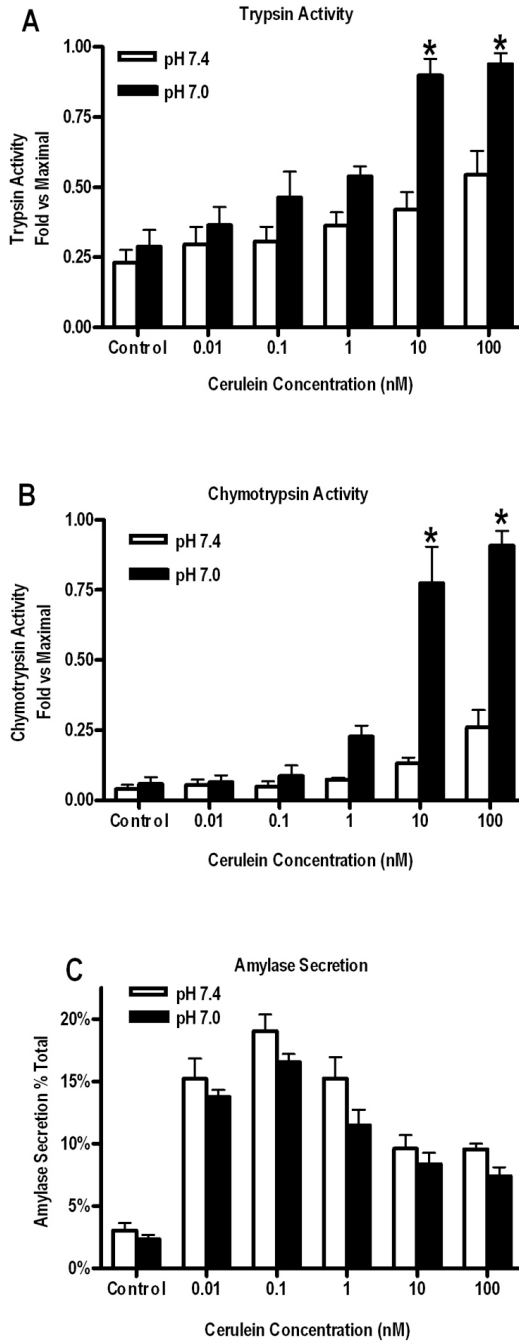 A
Trypsin Activity
Trypsin Activity
Fold vs Maximal
1.00
0.75
0.50
0.25
0.00
pH 7.4
pH 7.0
*
*
Control 0.01 0.1 1 10 100
Cerulein Concentration (nM)
B
Chymotrypsin Activity
Chymotrypsin Activity
Fold vs Maximal
1.00
0.75
0.50
0.25
0.00
pH 7.4
pH 7.0
*
*
Control 0.01 0.1 1 10 100
Cerulein Concentration (nM)
C
Amylase Secretion
Amylase Secretion % Total
20%
15%
10%
5%
0%
pH 7.4
pH 7.0
Control 0.01 0.1 1 10 100
Cerulein Concentration (nM)